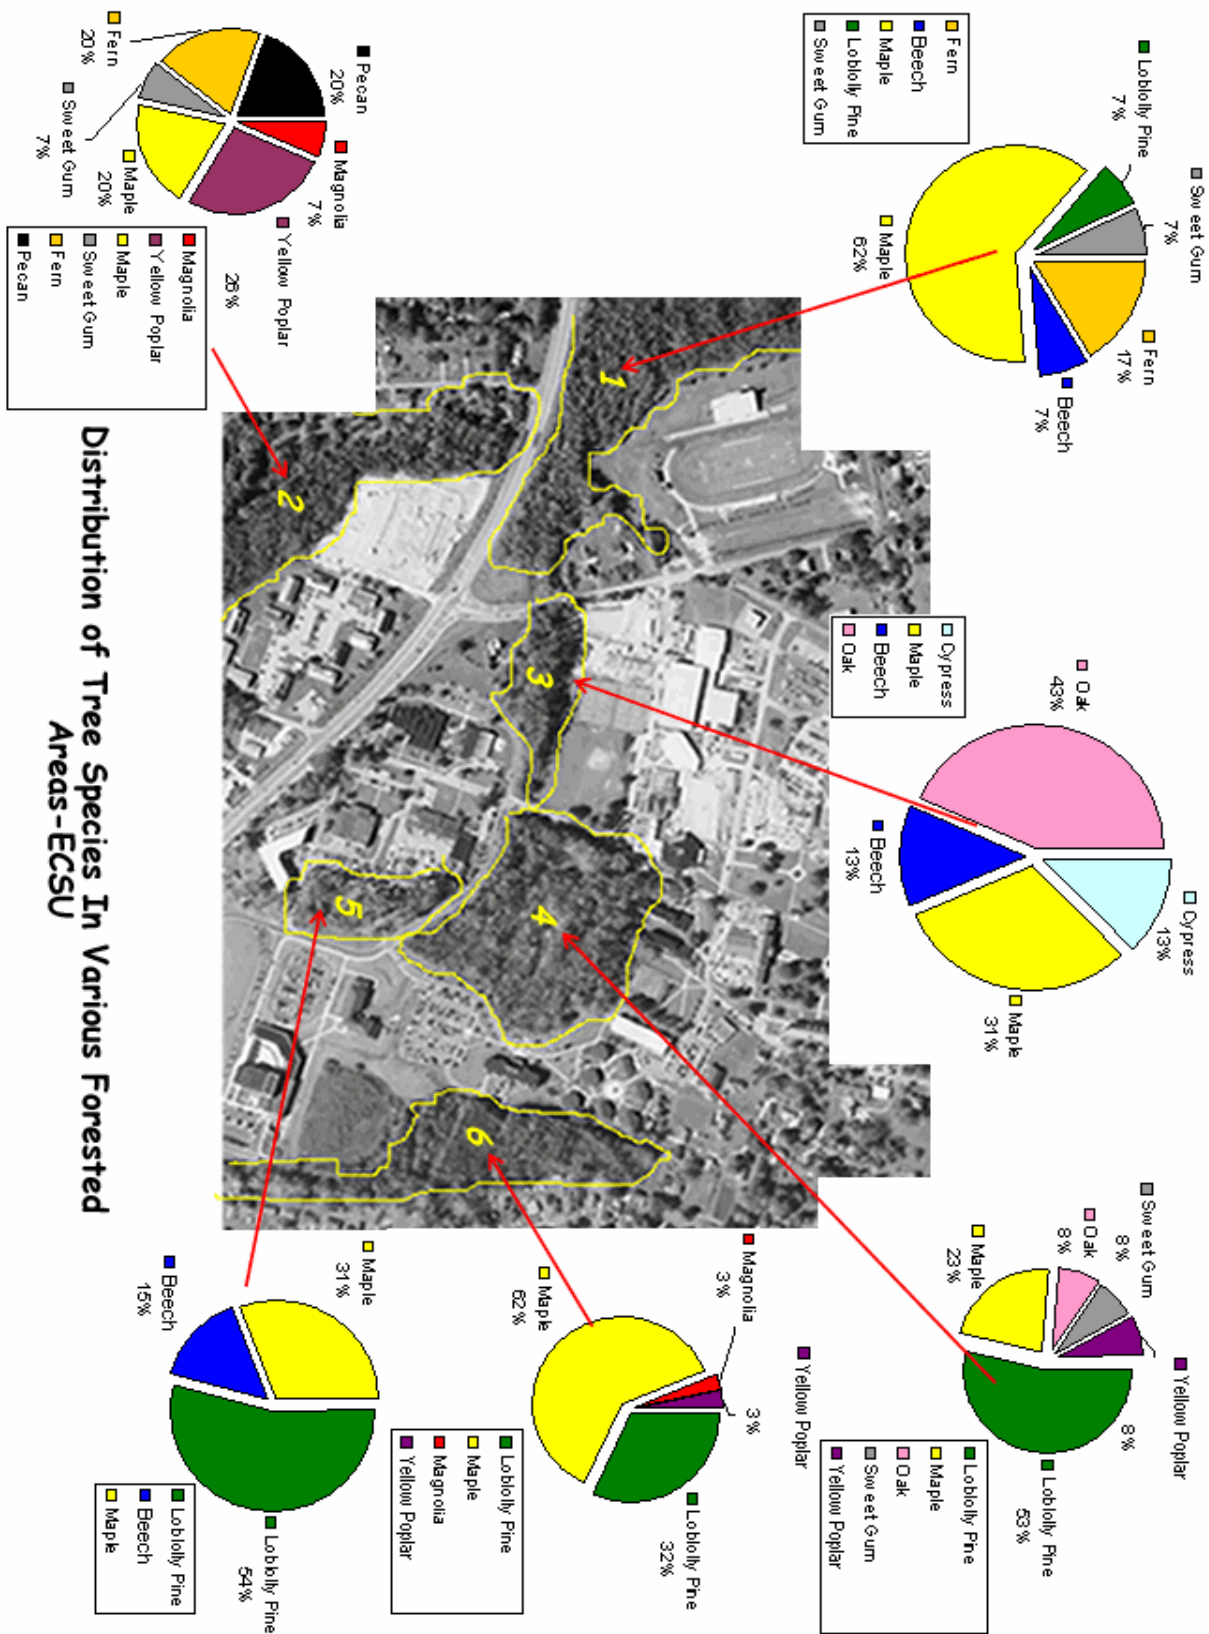 Fern
Beech
Maple
Loblolly Pine
Sweet Gum
Loblolly Pine
7%
Sweet Gum
7%
Fern
17%
Beech
7%
Maple
62%
Cypress
Maple
Beech
Oak
Oak
43%
Cypress
13%
Maple
31%
Beech
13%
Sweet Gum
8%
Oak
8%
Maple
23%
Yellow Poplar
8%
Loblolly Pine
53%
Loblolly Pine
Maple
Oak
Sweet Gum
Yellow Poplar
Pecan
20%
Magnolia
7%
Yellow Poplar
26%
Maple
20%
Sweet Gum
7%
Fern
20%
Magnolia
Yellow Poplar
Maple
Sweet Gum
Fern
Pecan
1
2
3
4
5
6
Magnolia
3%
Yellow Poplar
3%
Maple
62%
Loblolly Pine
32%
Loblolly Pine
Maple
Magnolia
Yellow Poplar
Maple
31%
Beech
15%
Loblolly Pine
54%
Loblolly Pine
Beech
Maple
Distribution of Tree Species In Various Forested
Areas-ECSU